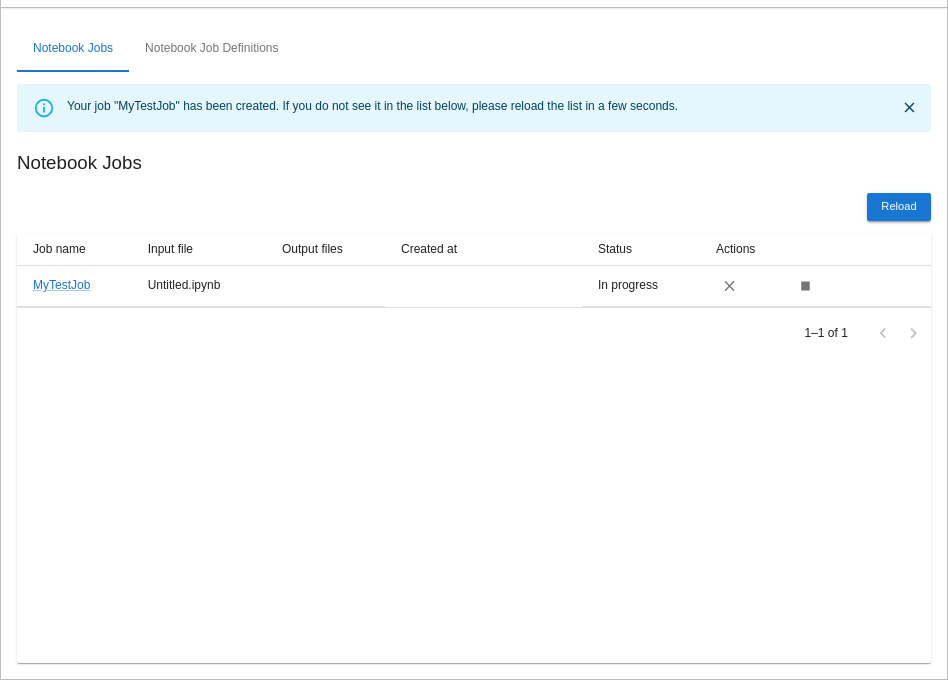 Notebook Jobs Notebook Job Definitions
Your job "MyTestJob" has been created. If you do not see it in the list below, please reload the list in a few seconds.
Notebook Jobs
Reload
Job name Input file Output files Created at Status Actions
MyTestJob Untitled.ipynb In progress
1–1 of 1